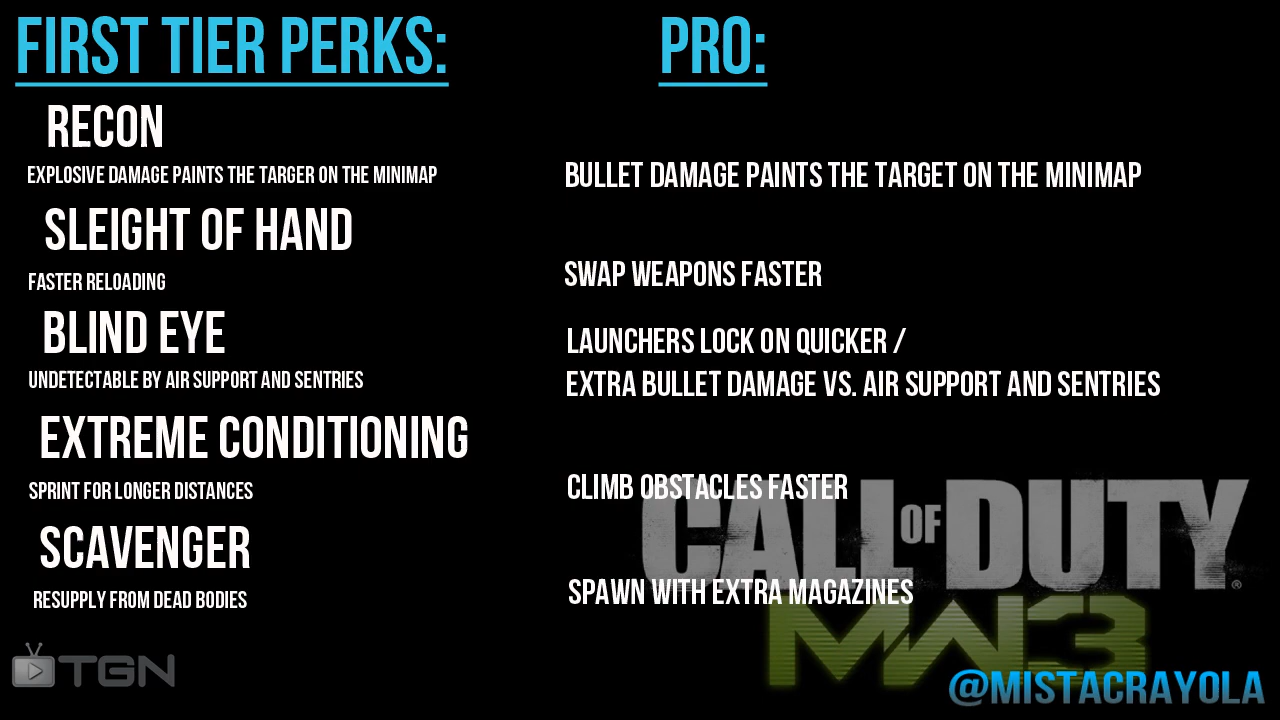 FIRST TIER PERKS:
PRO:
RECON
EXPLOSIVE DAMAGE PAINTS THE TARGER ON THE MINIMAP
BULLET DAMAGE PAINTS THE TARGET ON THE MINIMAP
SLEIGHT OF HAND
FASTER RELOADING
SWAP WEAPONS FASTER
BLIND EYE
UNDETECTABLE BY AIR SUPPORT AND SENTRIES
LAUNCHERS LOCK ON QUICKER /
EXTRA BULLET DAMAGE VS. AIR SUPPORT AND SENTRIES
EXTREME CONDITIONING
SPRINT FOR LONGER DISTANCES
CLIMB OBSTACLES FASTER
SCAVENGER
RESUPPLY FROM DEAD BODIES
SPAWN WITH EXTRA MAGAZINES
CALL OF DUTY®
MW3
TGN
@MISTACRAYOLA